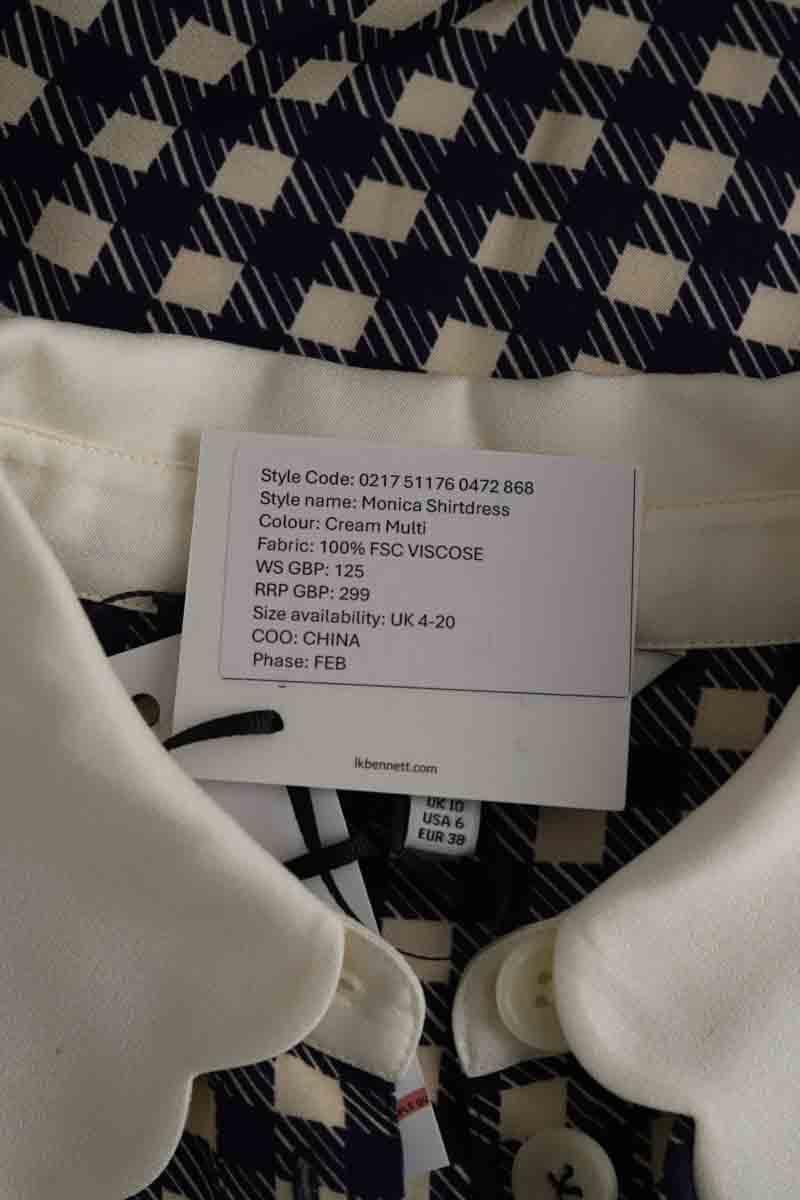 Style Code: 0217 51176 0472 868
Style name: Monica Shirtdress
Colour: Cream Multi
Fabric: 100% FSC VISCOSE
WS GBP: 125
RRP GBP: 299
Size availability: UK 4-20
COO: CHINA
Phase: FEB
lkbennett.com
UK 10
USA 6
EUR 38